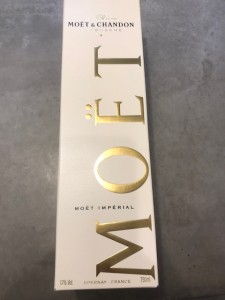 MOËT & CHANDON
MOËT
MOËT IMPÉRIAL
ÉPERNAY - FRANCE